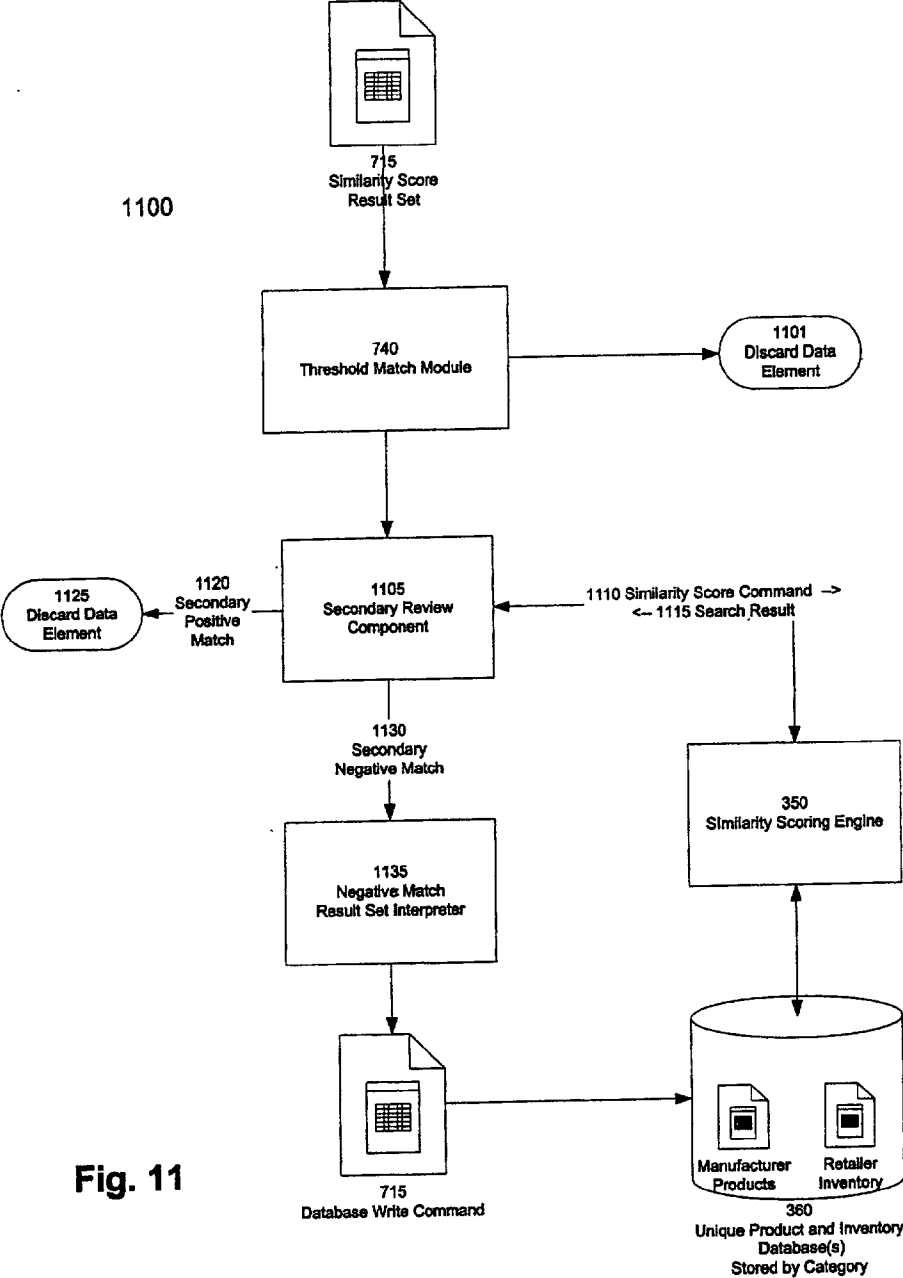 715
Similarity Score
Result Set
1100
740
Threshold Match Module
1101
Discard Data
Element
1125
Discard Data
Element
1120
Secondary
Positive
Match
1105
Secondary Review
Component
1110 Similarity Score Command -->
<-- 1115 Search Result
1130
Secondary
Negative Match
350
Similarity Scoring Engine
1135
Negative Match
Result Set Interpreter
Manufacturer
Products
Retailer
Inventory
Fig. 11
715
Database Write Command
360
Unique Product and Inventory
Database(s)
Stored by Category